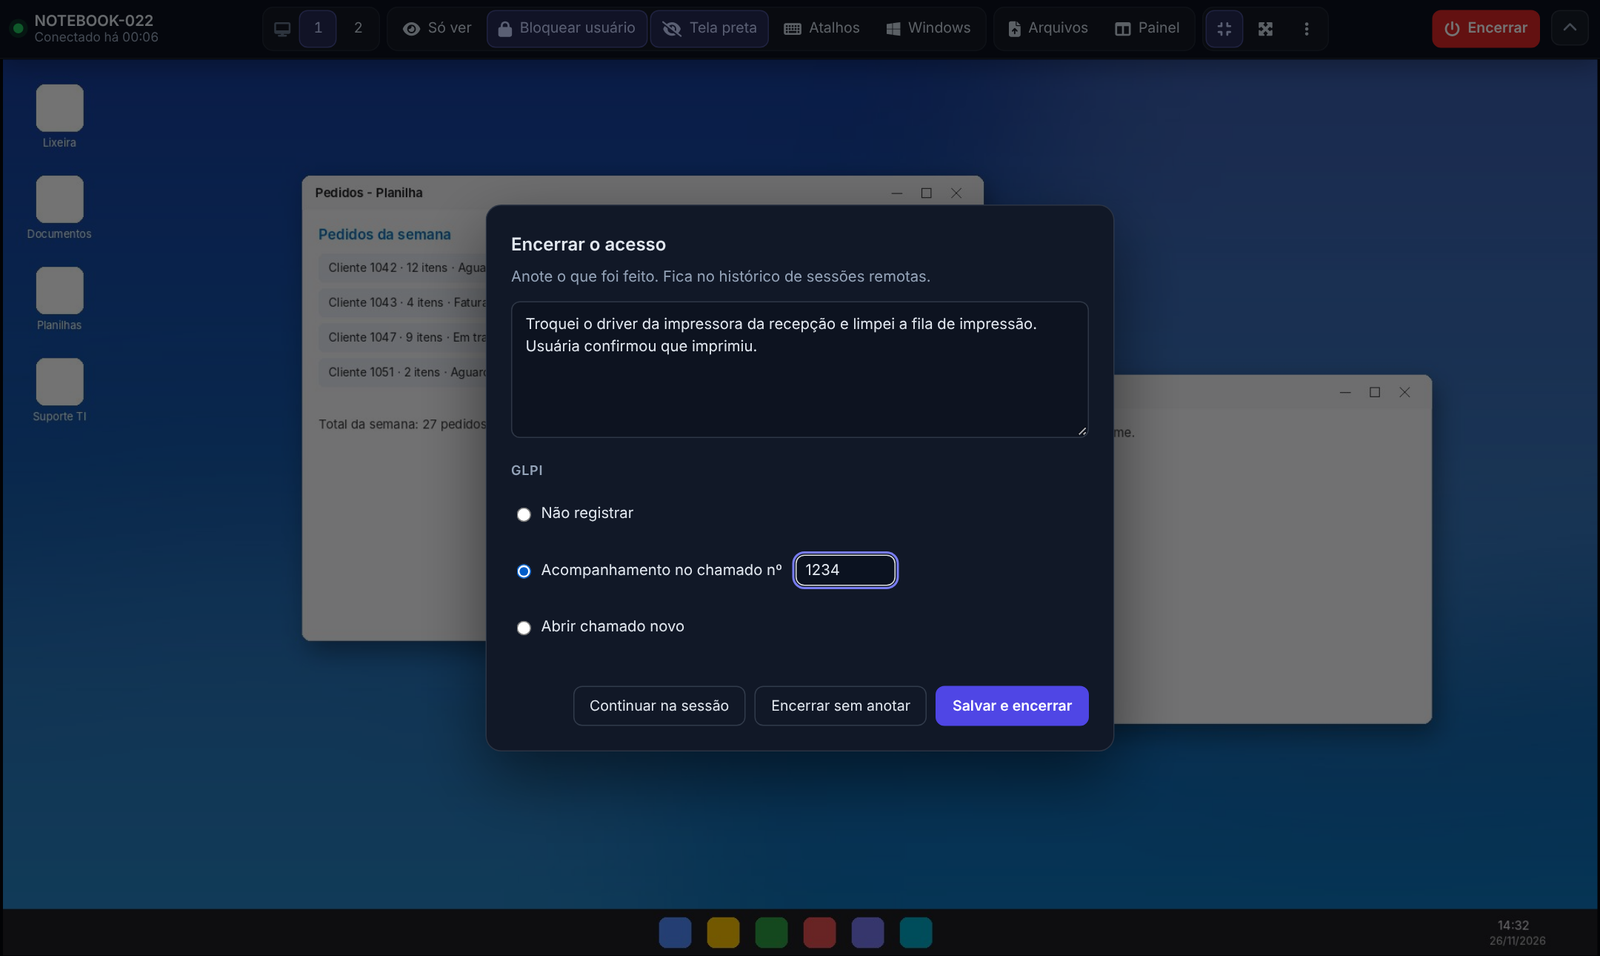 NOTEBOOK-022
Conectado há 00:06
1
2
Só ver
Bloquear usuário
Tela preta
Atalhos
Windows
Arquivos
Painel
Encerrar
Lixeira
Documentos
Planilhas
Suporte TI
Pedidos - Planilha
Pedidos da semana
Cliente 1042 · 12 itens · Agua
Cliente 1043 · 4 itens · Fatura
Cliente 1047 · 9 itens · Em tra
Cliente 1051 · 2 itens · Aguard
Total da semana: 27 pedidos
me.
Encerrar o acesso
Anote o que foi feito. Fica no histórico de sessões remotas.
Troquei o driver da impressora da recepção e limpei a fila de impressão.
Usuária confirmou que imprimiu.
GLPI
Não registrar
Acompanhamento no chamado nº 1234
Abrir chamado novo
Continuar na sessão
Encerrar sem anotar
Salvar e encerrar
14:32
26/11/2026